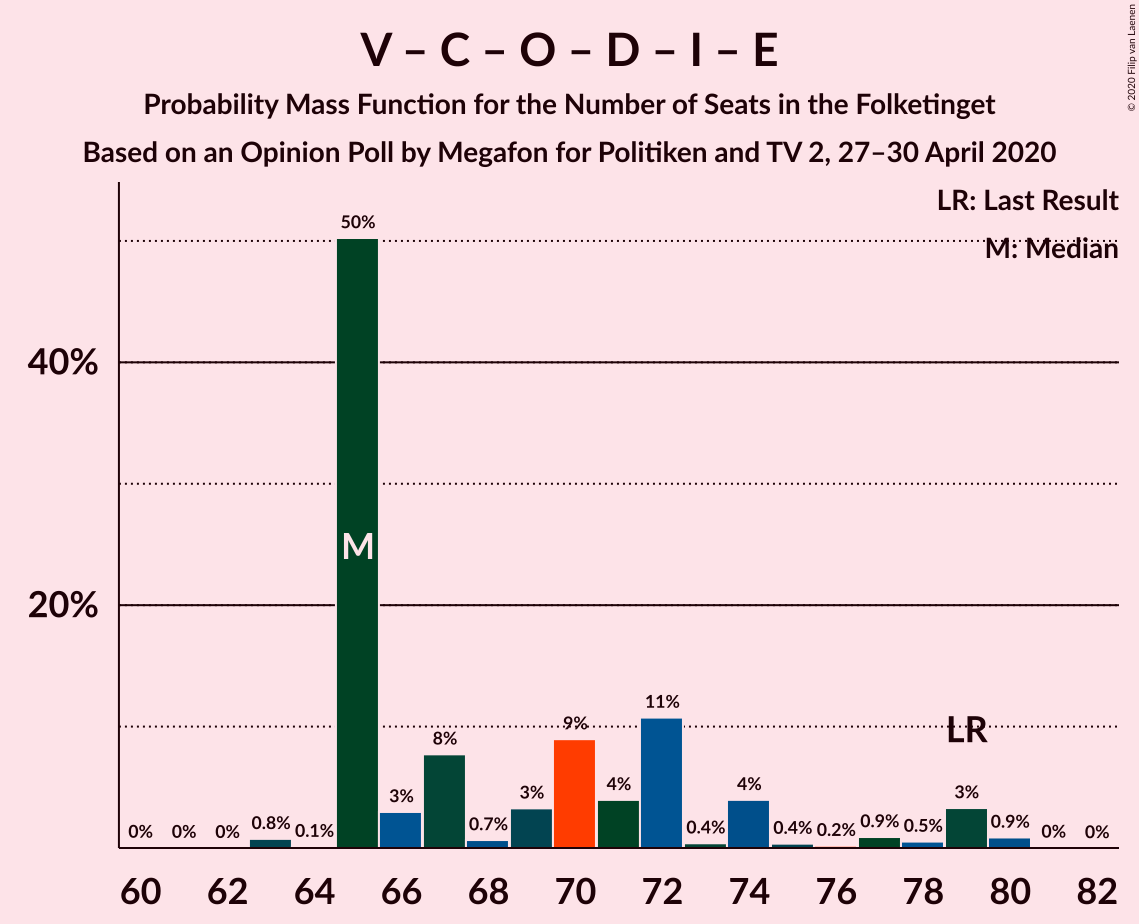 V – C – O – D – I – E
Probability Mass Function for the Number of Seats in the Folketinget
Based on an Opinion Poll by Megafon for Politiken and TV 2, 27–30 April 2020
© 2020 Filip van Laenen
LR: Last Result
M: Median
40%
20%
0% 0% 0% 0.8% 0.1% 50% 3% 8% 0.7% 3% 9% 4% 11% 0.4% 4% 0.4% 0.2% 0.9% 0.5% 3% 0.9% 0% 0%
M
LR
60 62 64 66 68 70 72 74 76 78 80 82